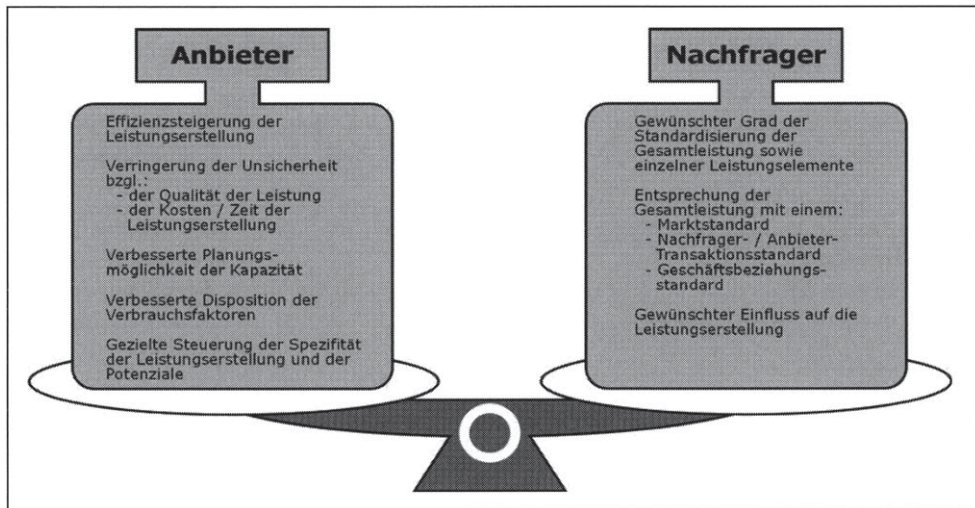 Anbieter
Effizienzsteigerung der
Leistungserstellung
Verringerung der Unsicherheit
bzgl.:
- der Qualität der Leistung
- der Kosten / Zeit der
Leistungserstellung
Verbesserte Planungs-
möglichkeit der Kapazität
Verbesserte Disposition der
Verbrauchsfaktoren
Gezielte Steuerung der Spezifität
der Leistungserstellung und der
Potenziale
Nachfrager
Gewünschter Grad der
Standardisierung der
Gesamtleistung sowie
einzelner Leistungselemente
Entsprechung der
Gesamtleistung mit einem:
- Marktstandard
- Nachfrager- / Anbieter-
Transaktionsstandard
- Geschäftsbeziehungs-
standard
Gewünschter Einfluss auf die
Leistungserstellung